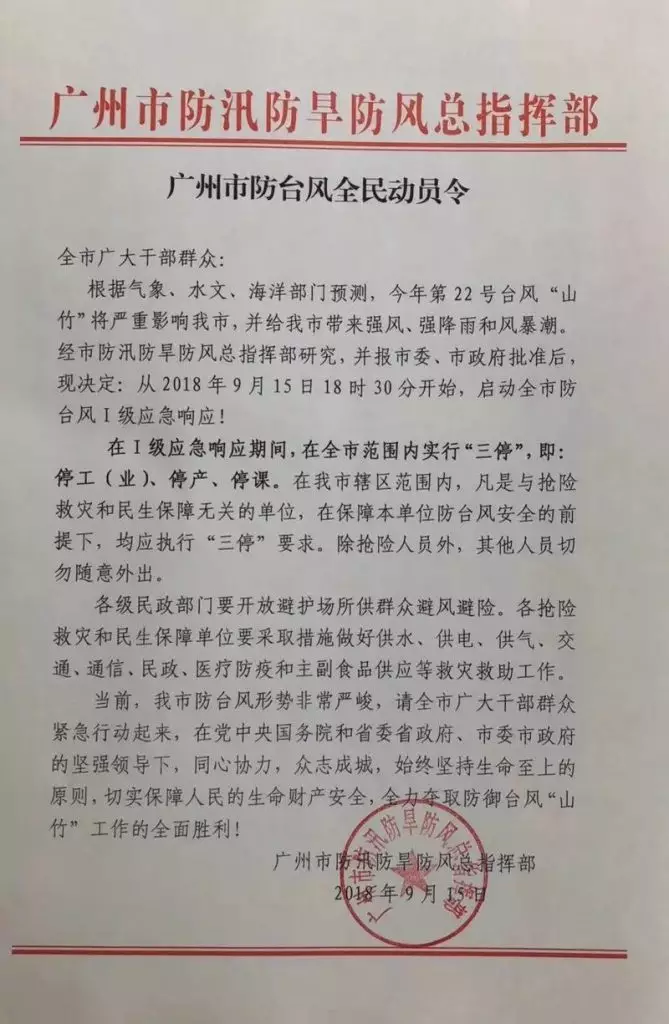 广州市防汛防旱防风总指挥部
广州市防台风全民动员令
全市广大干部群众：
根据气象、水文、海洋部门预测，今年第22号台风“山
竹”将严重影响我市，并给我市带来强风、强降雨和风暴潮。
经市防汛防旱防风总指挥部研究，并报市委、市政府批准后，
现决定：从2018年9月15日18时30分开始，启动全市防
台风Ⅰ级应急响应！
在Ⅰ级应急响应期间，在全市范围内实行“三停”，即：
停工（业）、停产、停课。在我市辖区范围内，凡是与抢险
救灾和民生保障无关的单位，在保障本单位防台风安全的前
提下，均应执行“三停”要求。除抢险人员外，其他人员切
勿随意外出。
各级民政部门要开放避护场所供群众避风避险。各抢险
救灾和民生保障单位要采取措施做好供水、供电、供气、交
通、通信、民政、医疗防疫和主副食品供应等救灾救助工作。
当前，我市防台风形势非常严峻，请全市广大干部群众
紧急行动起来，在党中央国务院和省委省政府、市委市政府
的坚强领导下，同心协力，众志成城，始终坚持生命至上的
原则，切实保障人民的生命财产安全，全力夺取防御台风“山
竹”工作的全面胜利！
广州市防汛防旱防风总指挥部
2018年9月15日
广州市防汛防旱防风总指挥部